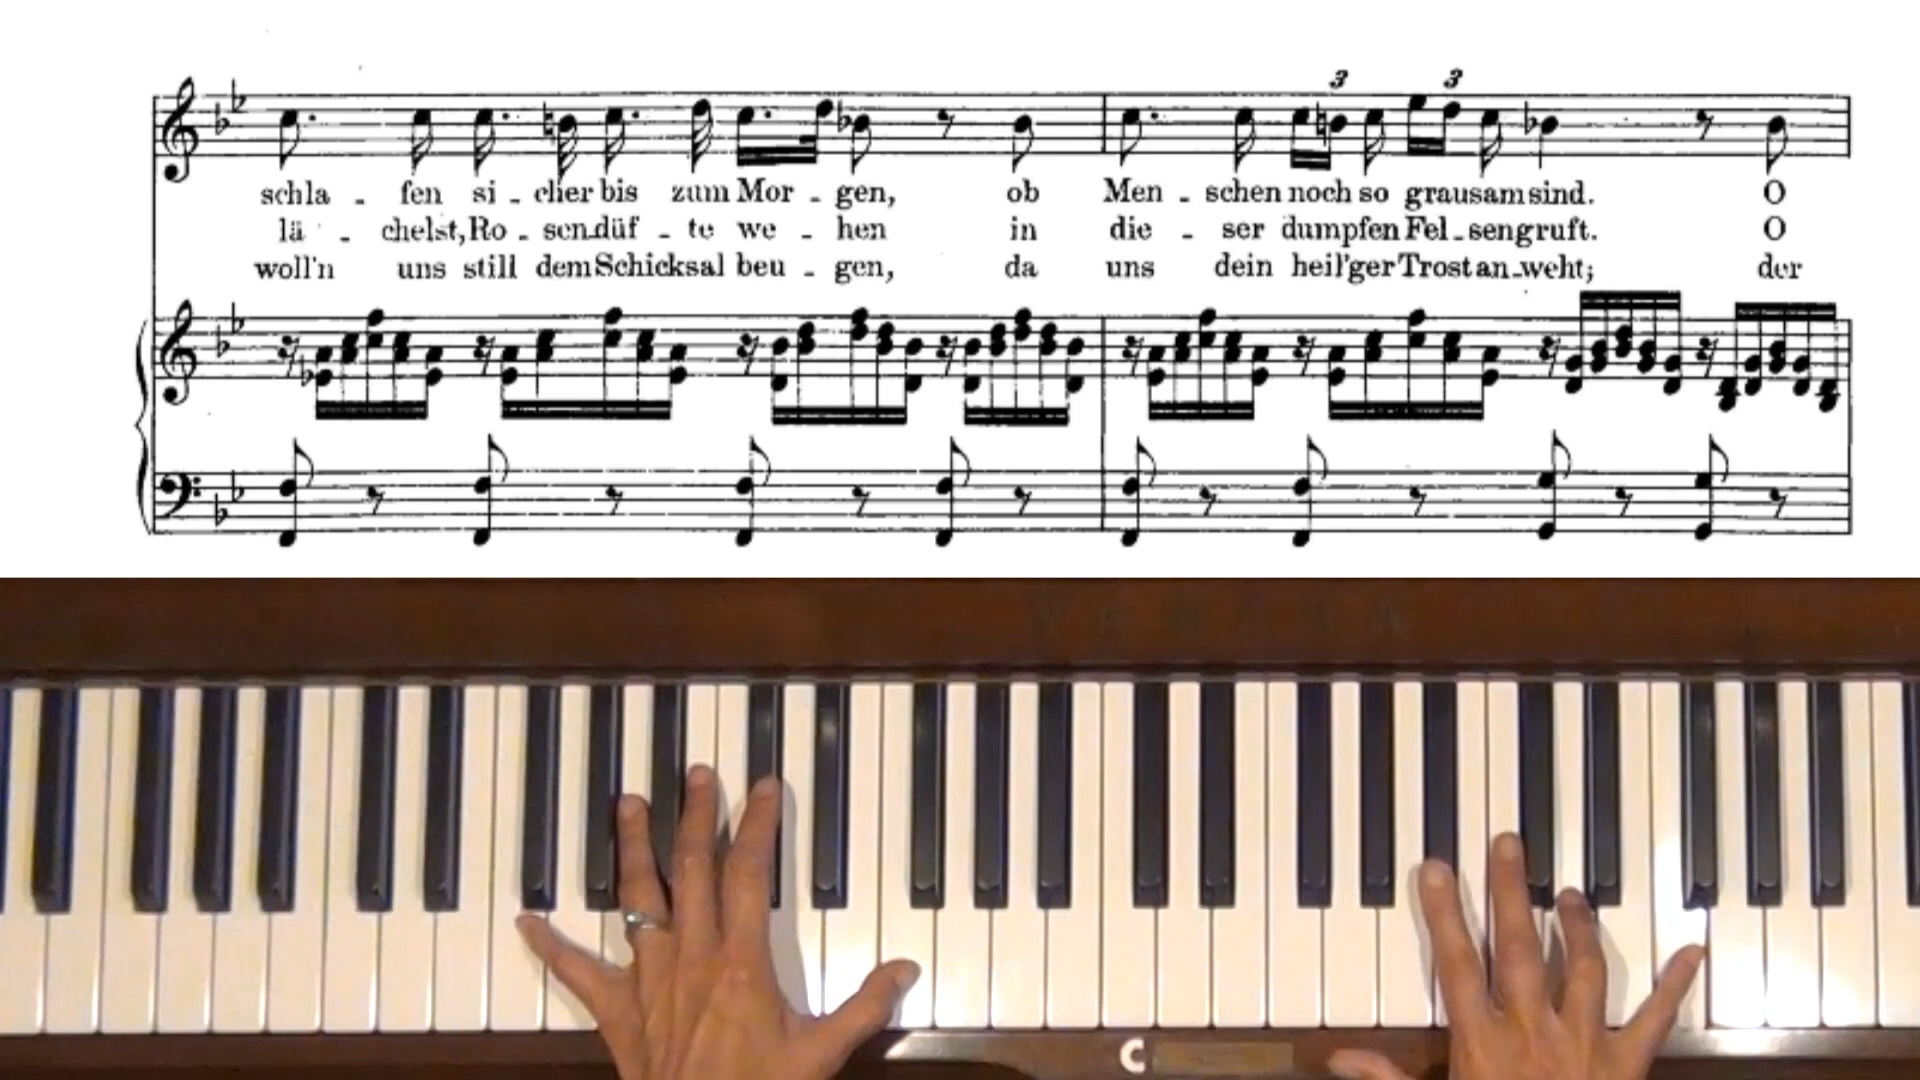 3 3
schla - fen si - cher bis zum Mor - gen, ob Men - schen noch so grausam sind. O
lä - chelst, Ro - sendüf - te we - hen in die - ser dumpfen Fel - sengruft. O
woll'n uns still dem Schicksal beu - gen, da uns dein heil'ger Trost an - weht; der
YAMAHA
C